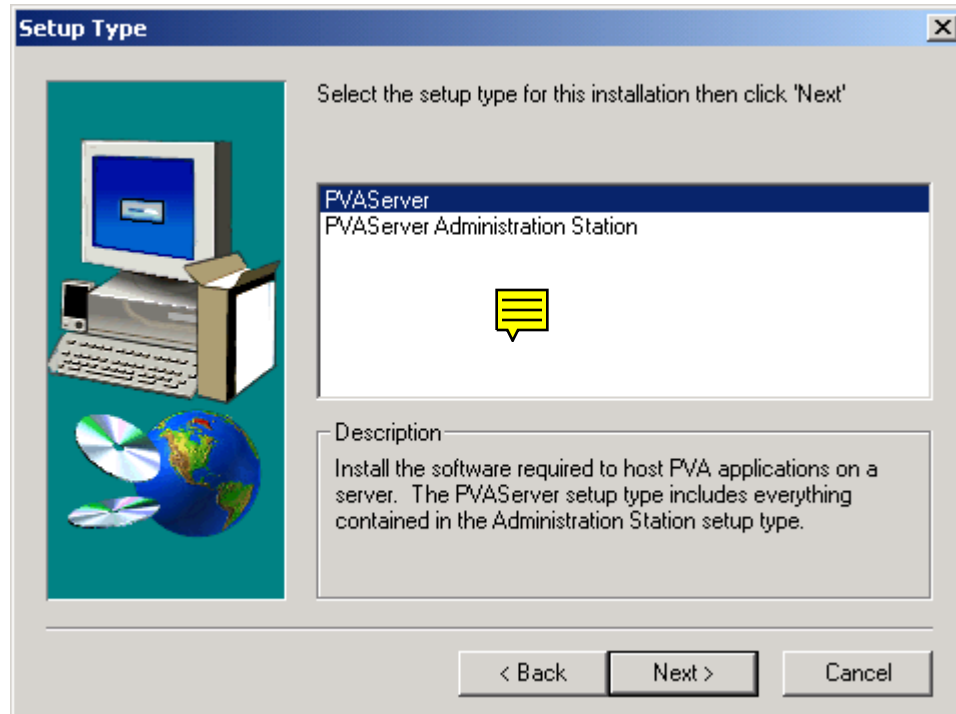 Setup Type
Select the setup type for this installation then click 'Next'
PVAServer
PVAServer Administration Station
Description
Install the software required to host PVA applications on a
server. The PVAServer setup type includes everything
contained in the Administration Station setup type.
< Back
Next >
Cancel